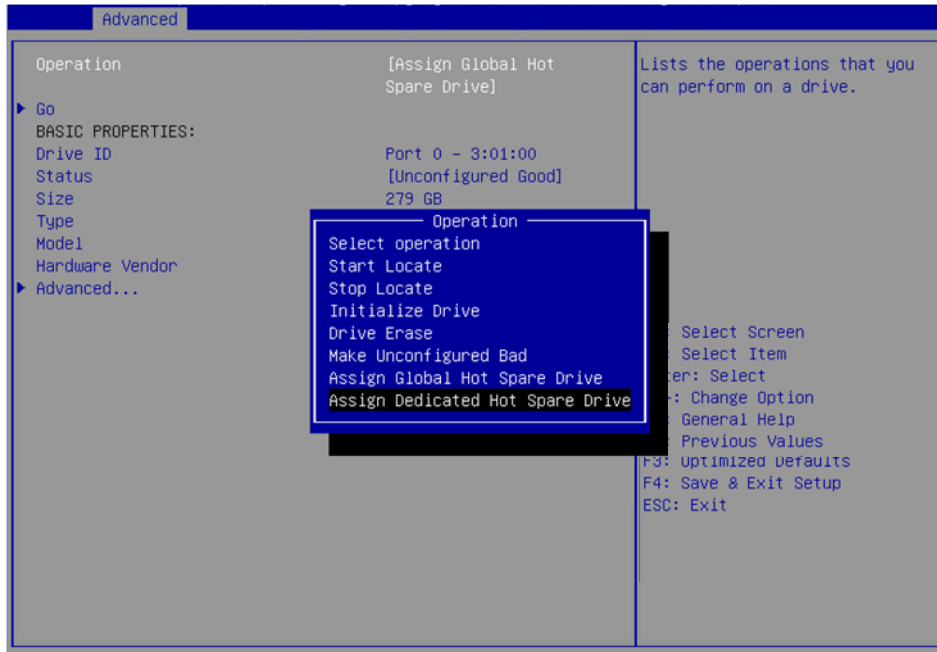 Advanced
Operation [Assign Global Hot
Spare Drive]
Go
BASIC PROPERTIES:
Drive ID Port 0 - 3:01:00
Status [Unconfigured Good]
Size 279 GB
Type
Model
Hardware Vendor
Advanced...
Operation
Select operation
Start Locate
Stop Locate
Initialize Drive
Drive Erase
Make Unconfigured Bad
Assign Global Hot Spare Drive
Assign Dedicated Hot Spare Drive
Lists the operations that you
can perform on a drive.
Select Screen
Select Item
er: Select
: Change Option
General Help
Previous Values
F3: Optimized Defaults
F4: Save & Exit Setup
ESC: Exit